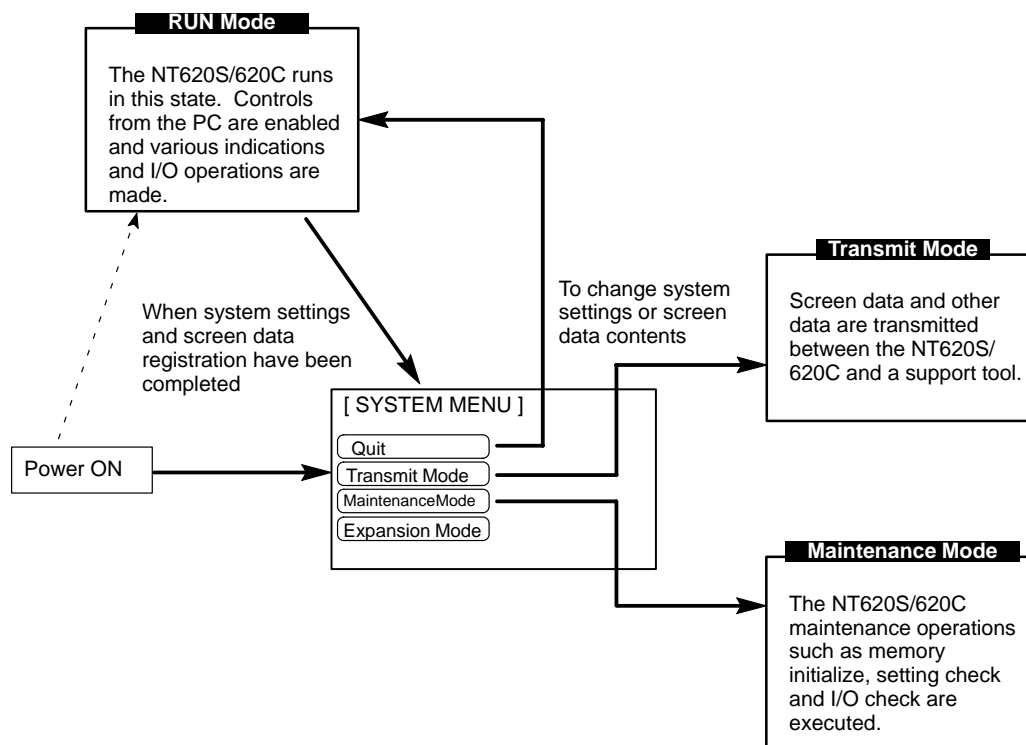 RUN Mode
The NT620S/620C runs
in this state. Controls
from the PC are enabled
and various indications
and I/O operations are
made.
When system settings
and screen data
registration have been
completed
To change system
settings or screen
data contents
Transmit Mode
Screen data and other
data are transmitted
between the NT620S/
620C and a support tool.
Power ON
[ SYSTEM MENU ]
Quit
Transmit Mode
MaintenanceMode
Expansion Mode
Maintenance Mode
The NT620S/620C
maintenance operations
such as memory
initialize, setting check
and I/O check are
executed.